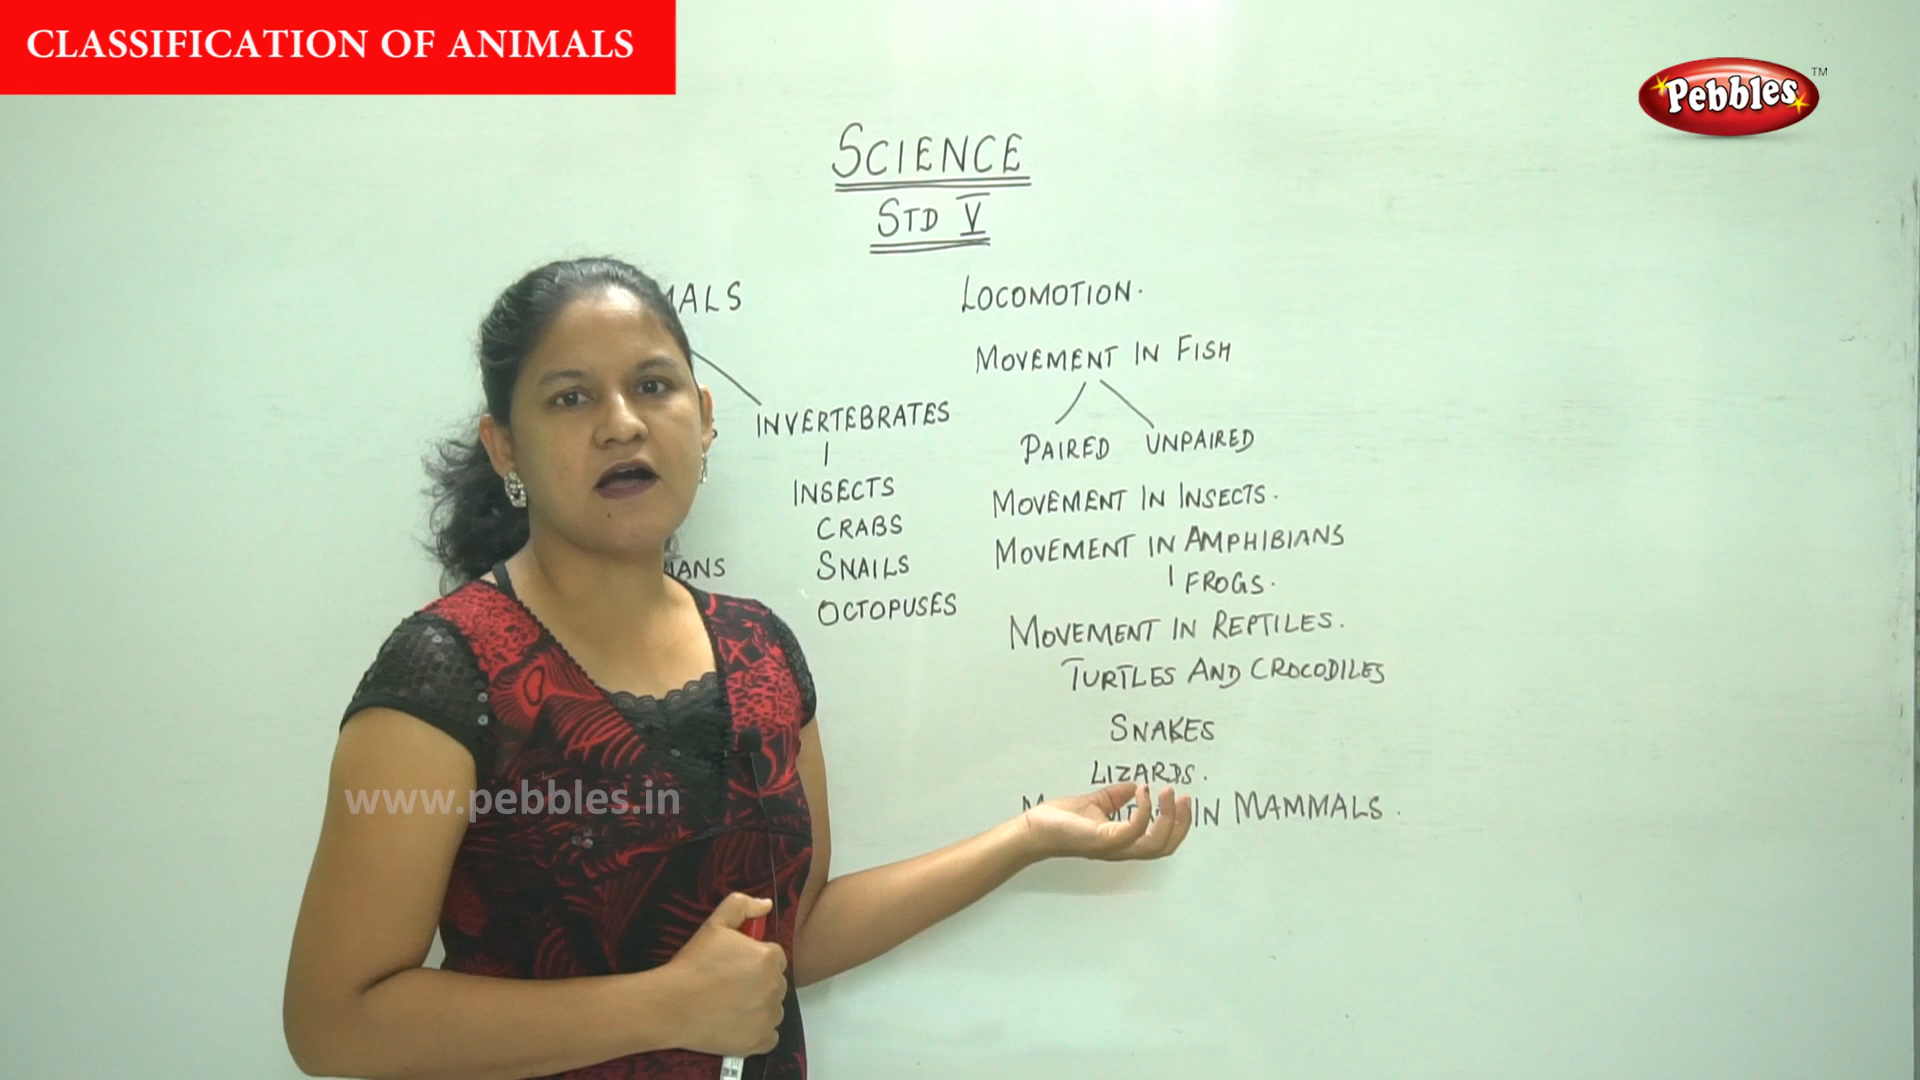 CLASSIFICATION OF ANIMALS
Pebbles TM
SCIENCE
STD V
LOCOMOTION.
MOVEMENT IN FISH
PAIRED UNPAIRED
INVERTEBRATES
INSECTS
CRABS
SNAILS
OCTOPUSES
MOVEMENT IN INSECTS.
MOVEMENT IN AMPHIBIANS
FROGS.
MOVEMENT IN REPTILES.
TURTLES AND CROCODILES
SNAKES
LIZARDS.
IN MAMMALS.
www.pebbles.in